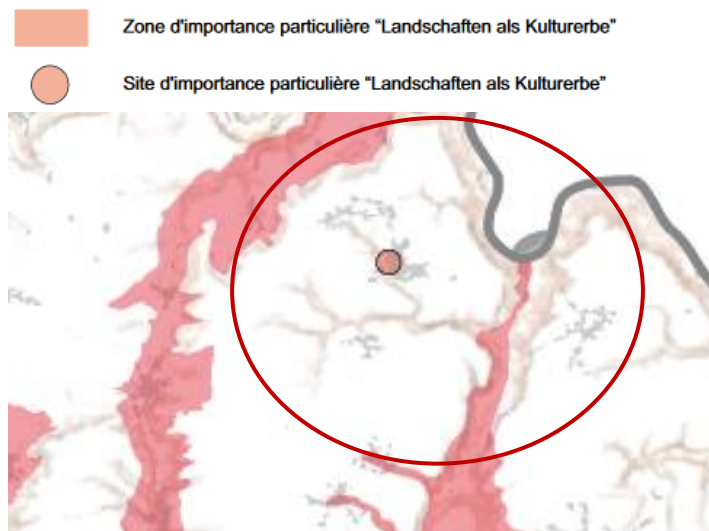 Zone d'importance particulière “Landschaften als Kulturerbe”
Site d'importance particulière “Landschaften als Kulturerbe”